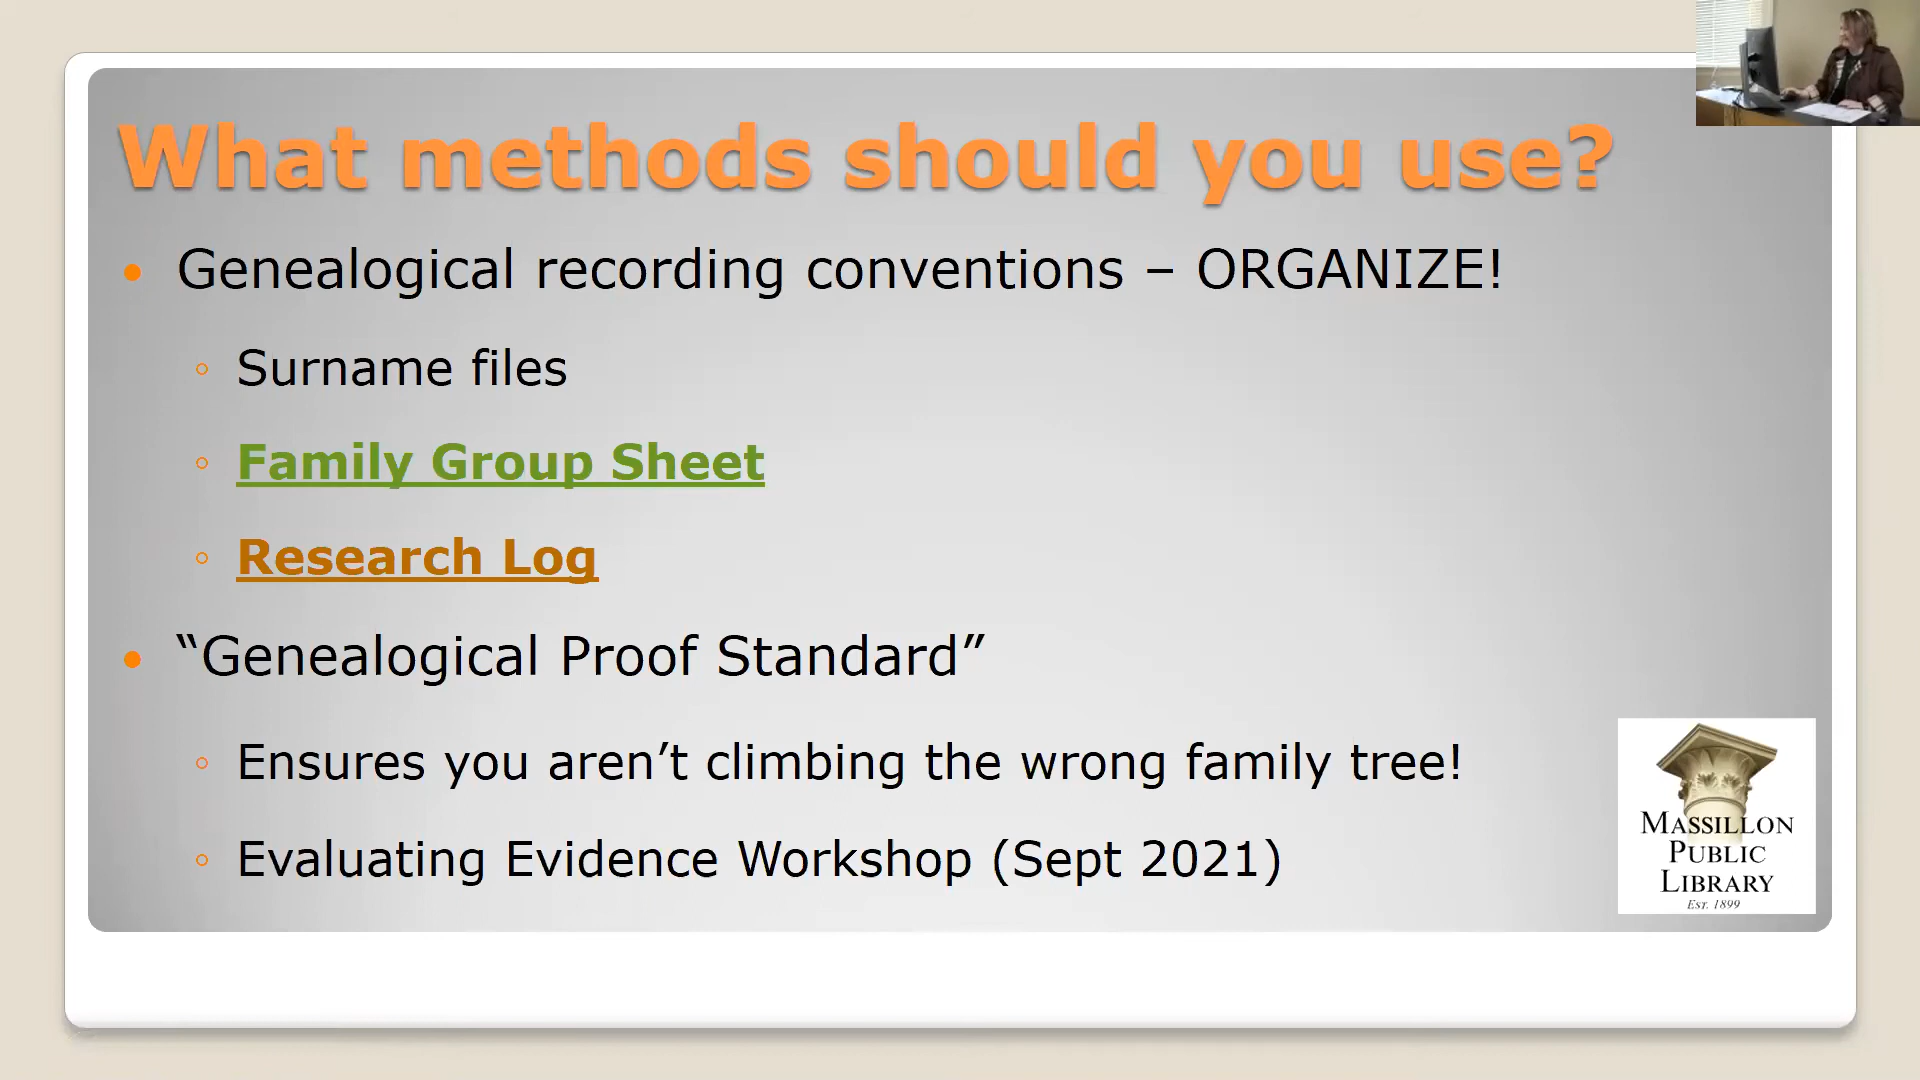 What methods should you use?
Genealogical recording conventions – ORGANIZE!
Surname files
Family Group Sheet
Research Log
“Genealogical Proof Standard”
Ensures you aren’t climbing the wrong family tree!
Evaluating Evidence Workshop (Sept 2021)
MASSILLON
PUBLIC
LIBRARY
EST. 1899